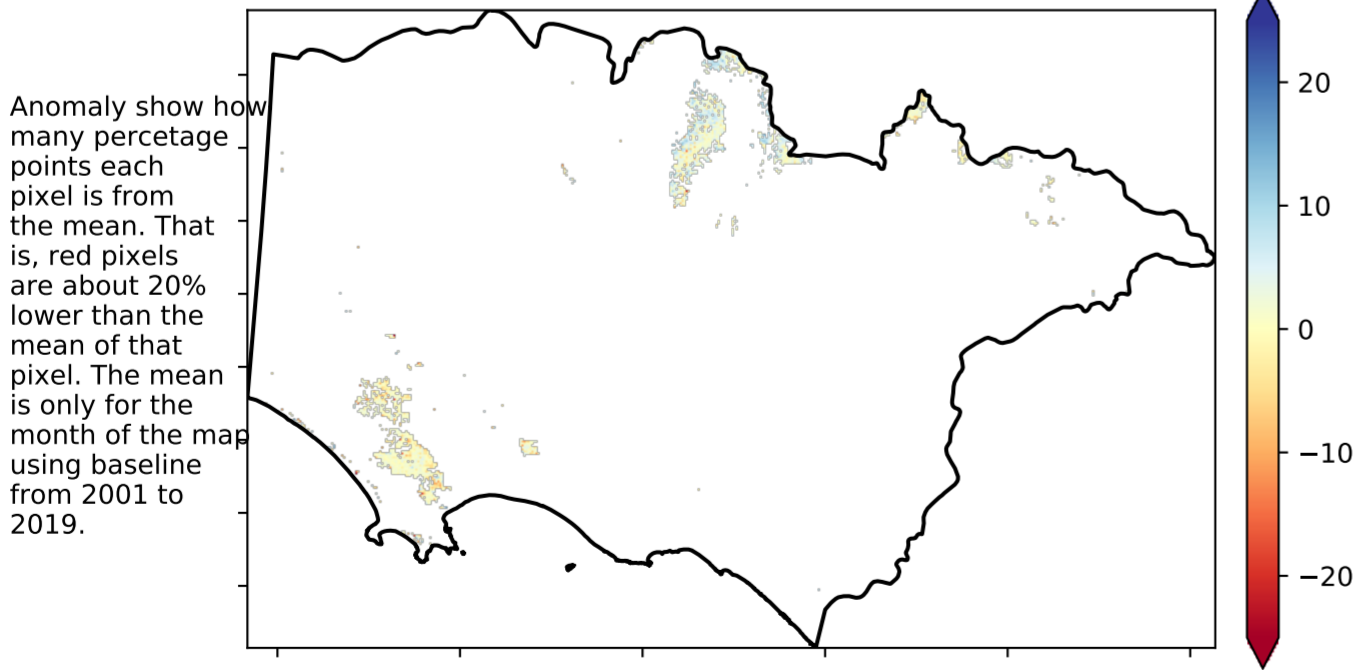 Anomaly show how
many percetage
points each
pixel is from
the mean. That
is, red pixels
are about 20%
lower than the
mean of that
pixel. The mean
is only for the
month of the map
using baseline
from 2001 to
2019.
20
10
0
−10
−20